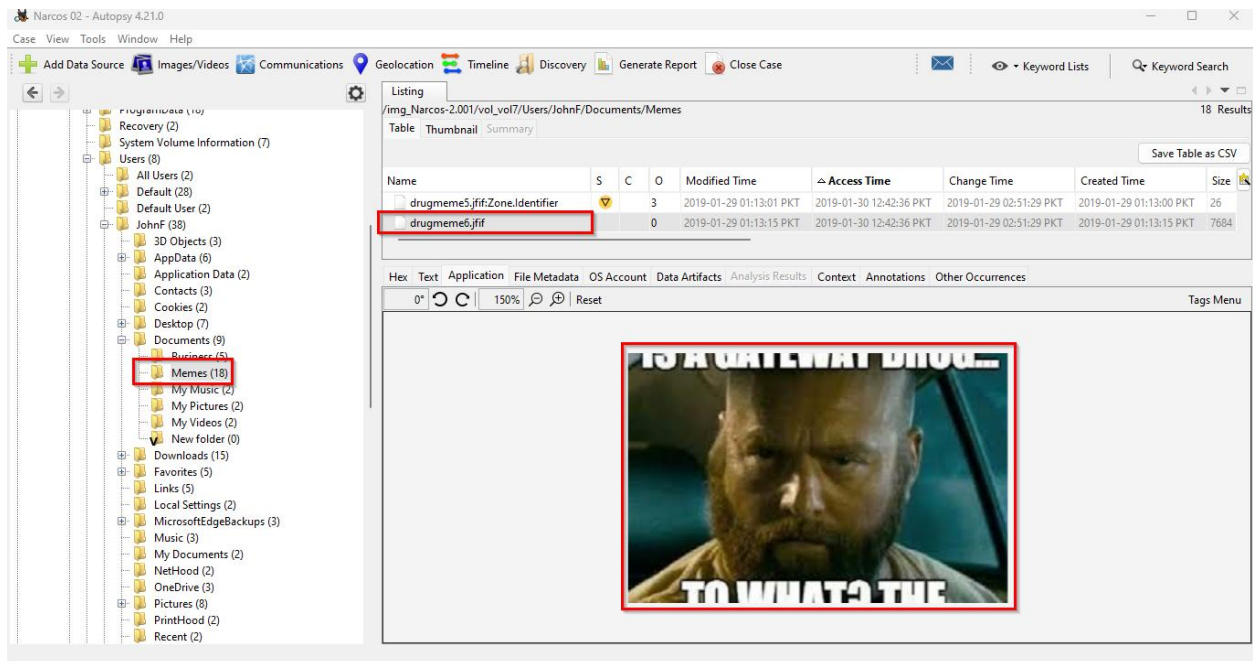 Narcos 02 - Autopsy 4.21.0
Case View Tools Window Help
Add Data Source Images/Videos Communications Geolocation Timeline Discovery Generate Report Close Case Keyword Lists Keyword Search
ProgramData (10)
Recovery (2)
System Volume Information (7)
Users (8)
All Users (2)
Default (28)
Default User (2)
JohnF (38)
3D Objects (3)
AppData (6)
Application Data (2)
Contacts (3)
Cookies (2)
Desktop (7)
Documents (9)
Business (5)
Memes (18)
My Music (2)
My Pictures (2)
My Videos (2)
New folder (0)
Downloads (15)
Favorites (5)
Links (5)
Local Settings (2)
MicrosoftEdgeBackups (3)
Music (3)
My Documents (2)
NetHood (2)
OneDrive (3)
Pictures (8)
PrintHood (2)
Recent (2)
Listing
/img_Narcos-2.001/vol_vol7/Users/JohnF/Documents/Memes 18 Results
Table Thumbnail Summary
Save Table as CSV
Name S C O Modified Time Access Time Change Time Created Time Size
drugmeme5.jfif:Zone.Identifier 3 2019-01-29 01:13:01 PKT 2019-01-30 12:42:36 PKT 2019-01-29 02:51:29 PKT 2019-01-29 01:13:00 PKT 26
drugmeme6.jfif 0 2019-01-29 01:13:15 PKT 2019-01-30 12:42:36 PKT 2019-01-29 02:51:29 PKT 2019-01-29 01:13:15 PKT 7684
Hex Text Application File Metadata OS Account Data Artifacts Analysis Results Context Annotations Other Occurrences
0° 150% Reset Tags Menu
IS A GATEWAY DRUG...
TO WHAT? THE